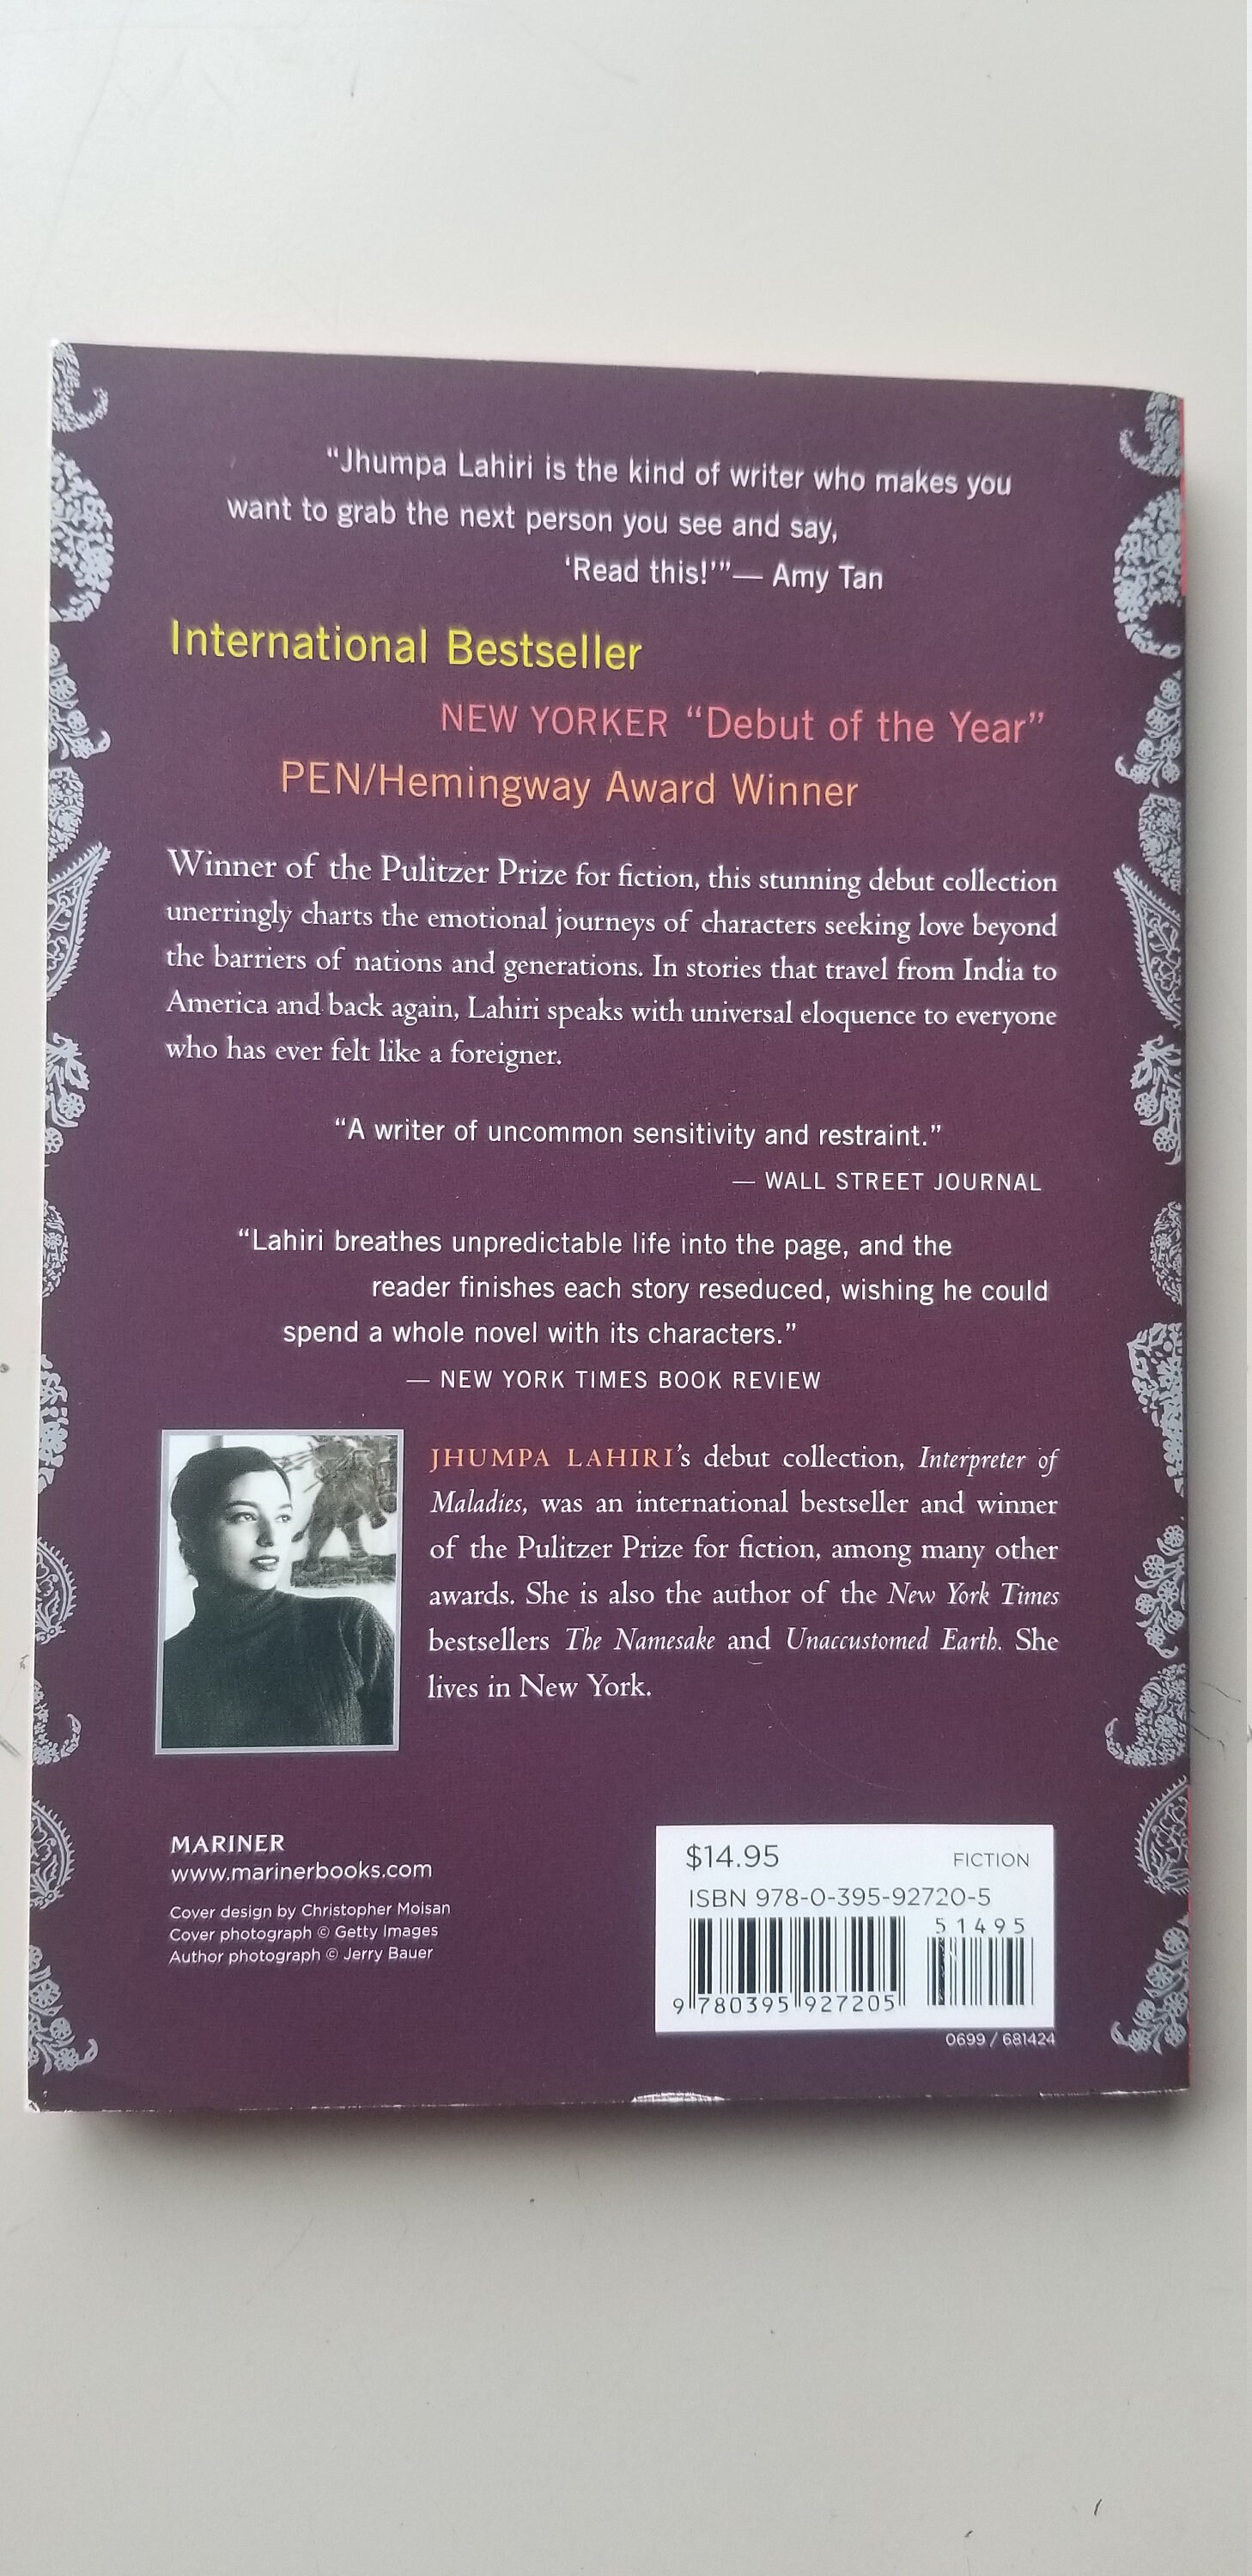 "Jhumpa Lahiri is the kind of writer who makes you
want to grab the next person you see and say,
'Read this!'"— Amy Tan
International Bestseller
NEW YORKER "Debut of the Year"
PEN/Hemingway Award Winner
Winner of the Pulitzer Prize for fiction, this stunning debut collection
unerringly charts the emotional journeys of characters seeking love beyond
the barriers of nations and generations. In stories that travel from India to
America and back again, Lahiri speaks with universal eloquence to everyone
who has ever felt like a foreigner.
"A writer of uncommon sensitivity and restraint."
— WALL STREET JOURNAL
"Lahiri breathes unpredictable life into the page, and the
reader finishes each story reseduced, wishing he could
spend a whole novel with its characters."
— NEW YORK TIMES BOOK REVIEW
JHUMPA LAHIRI's debut collection, Interpreter of
Maladies, was an international bestseller and winner
of the Pulitzer Prize for fiction, among many other
awards. She is also the author of the New York Times
bestsellers The Namesake and Unaccustomed Earth. She
lives in New York.
MARINER
www.marinerbooks.com
Cover design by Christopher Moisan
Cover photograph © Getty Images
Author photograph © Jerry Bauer
$14.95 FICTION
ISBN 978-0-395-92720-5
51495
9 780395 927205
0699 / 681424